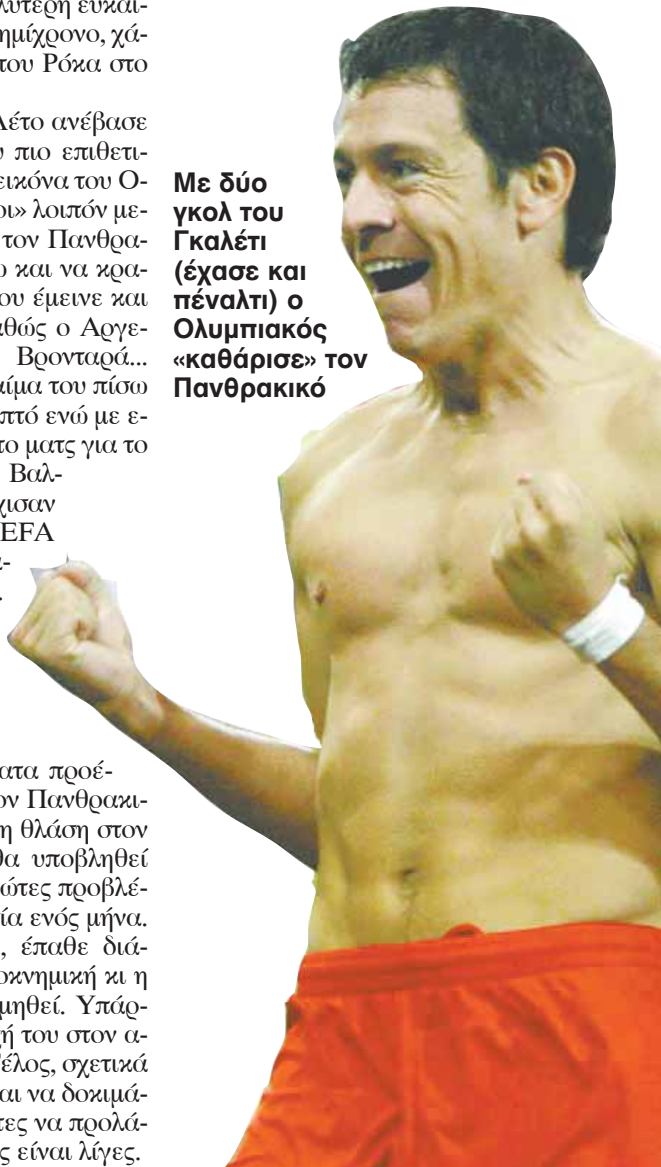 λύτερη ευκαι-
ημίχρονο, χά-
του Ρόκα στο
Λέτο ανέβασε
υ πιο επιθετι-
εικόνα του Ο-
οι» λοιπόν με-
τον Πανθρα-
ω και να κρα-
ου έμεινε και
αθώς ο Αργε-
Βρονταρά...
αίμα του πίσω
πτό ενώ με ε-
το ματς για το
Βαλ-
χισαν
EFA
α-
.
ατα προέ-
ον Πανθρακι-
η θλάση στον
θα υποβληθεί
ώτες προβλέ-
ία ενός μήνα.
, έπαθε διά-
οκνημική κι η
μηθεί. Υπάρ-
ή του στον α-
έλος, σχετικά
αι να δοκιμά-
τες να προλά-
ς είναι λίγες.
Με δύο
γκολ του
Γκαλέτι
(έχασε και
πέναλτι) ο
Ολυμπιακός
«καθάρισε» τον
Πανθρακικό